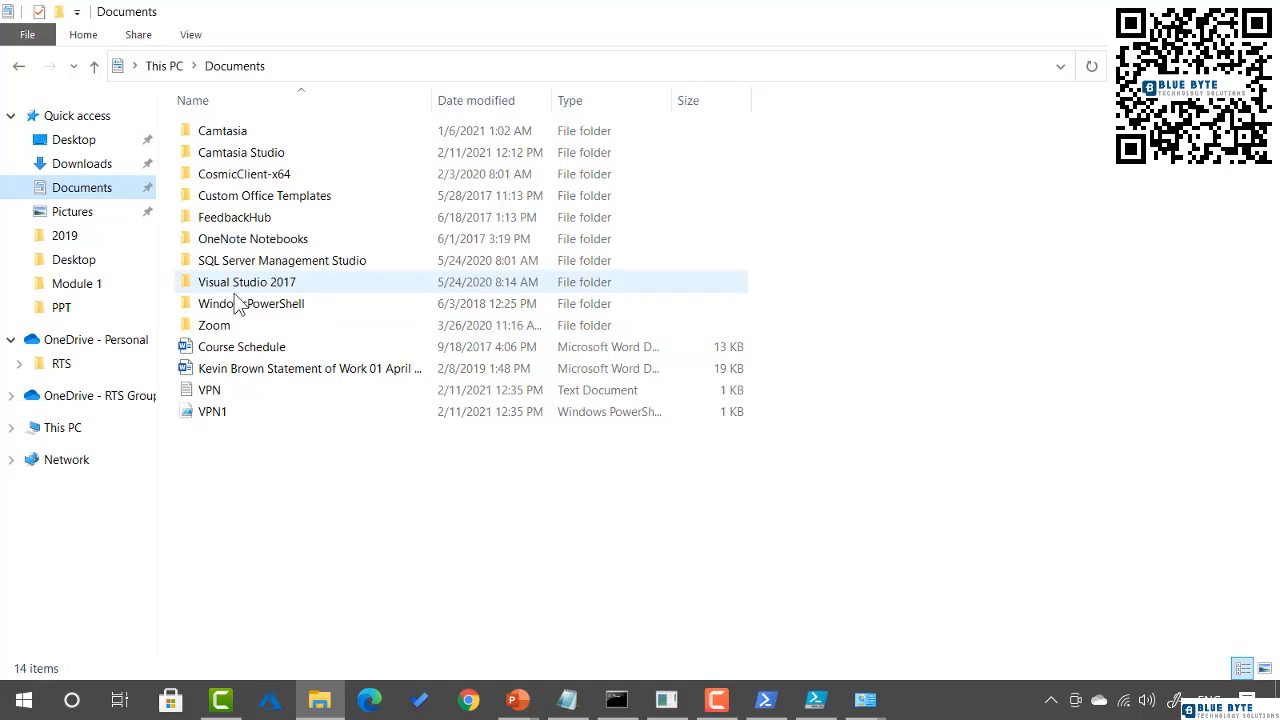 Documents
File Home Share View
This PC Documents
Name Date modified Type Size
Quick access
Desktop
Downloads
Documents
Pictures
2019
Desktop
Module 1
PPT
OneDrive - Personal
RTS
OneDrive - RTS Group
This PC
Network
Camtasia 1/6/2021 1:02 AM File folder
Camtasia Studio 2/11/2021 12:12 PM File folder
CosmicClient-x64 2/3/2020 8:01 AM File folder
Custom Office Templates 5/28/2017 11:13 PM File folder
FeedbackHub 6/18/2017 1:13 PM File folder
OneNote Notebooks 6/1/2017 3:19 PM File folder
SQL Server Management Studio 5/24/2020 8:01 AM File folder
Visual Studio 2017 5/24/2020 8:14 AM File folder
WindowsPowerShell 6/3/2018 12:25 PM File folder
Zoom 3/26/2020 11:16 A... File folder
Course Schedule 9/18/2017 4:06 PM Microsoft Word D... 13 KB
Kevin Brown Statement of Work 01 April ... 2/8/2019 1:48 PM Microsoft Word D... 19 KB
VPN 2/11/2021 12:35 PM Text Document 1 KB
VPN1 2/11/2021 12:35 PM Windows PowerSh... 1 KB
14 items
BLUE BYTE
TECHNOLOGY SOLUTIONS
BLUE BYTE
TECHNOLOGY SOLUTIONS